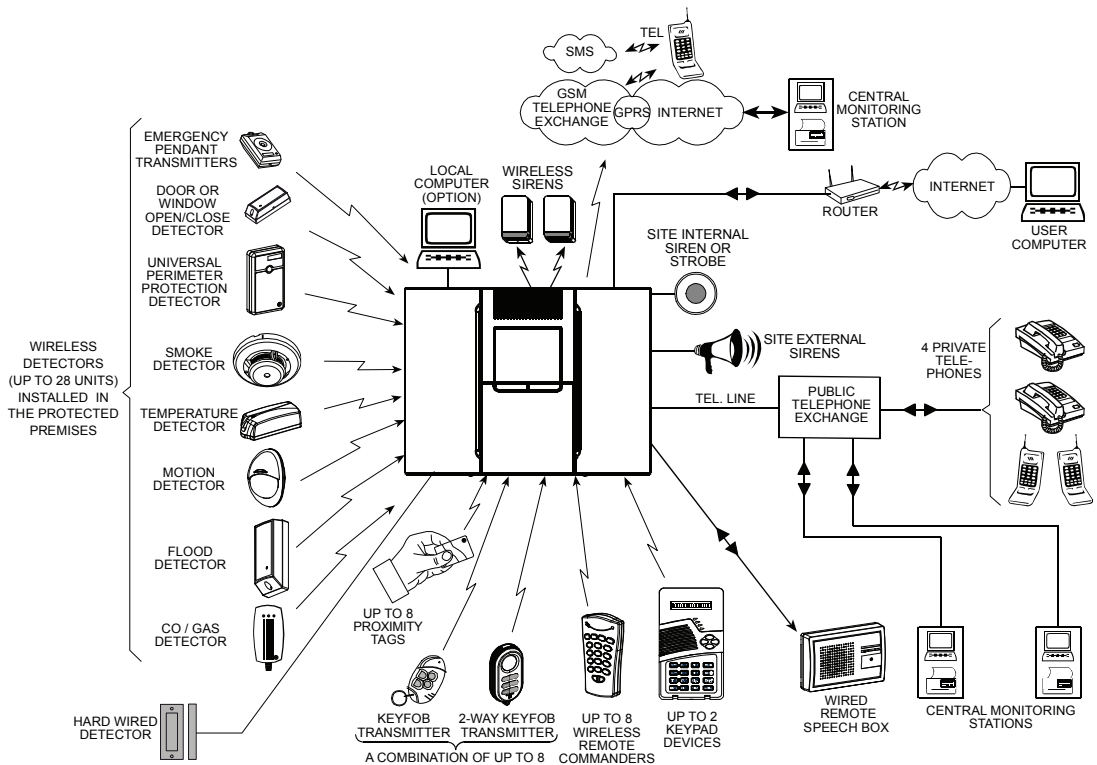 TEL
SMS
GSM
TELEPHONE
EXCHANGE
GPRS
INTERNET
CENTRAL
MONITORING
STATION
EMERGENCY
PENDANT
TRANSMITTERS
DOOR OR
WINDOW
OPEN/CLOSE
DETECTOR
UNIVERSAL
PERIMETER
PROTECTION
DETECTOR
SMOKE
DETECTOR
TEMPERATURE
DETECTOR
MOTION
DETECTOR
FLOOD
DETECTOR
CO / GAS
DETECTOR
WIRELESS
DETECTORS
(UP TO 28 UNITS)
INSTALLED IN
THE PROTECTED
PREMISES
HARD WIRED
DETECTOR
LOCAL
COMPUTER
(OPTION)
WIRELESS
SIRENS
ROUTER
INTERNET
USER
COMPUTER
SITE INTERNAL
SIREN OR
STROBE
SITE EXTERNAL
SIRENS
TEL. LINE
PUBLIC
TELEPHONE
EXCHANGE
4 PRIVATE
TELE-
PHONES
UP TO 8
PROXIMITY
TAGS
KEYFOB
TRANSMITTER
2-WAY KEYFOB
TRANSMITTER
A COMBINATION OF UP TO 8
UP TO 8
WIRELESS
REMOTE
COMMANDERS
UP TO 2
KEYPAD
DEVICES
WIRED
REMOTE
SPEECH BOX
CENTRAL MONITORING
STATIONS